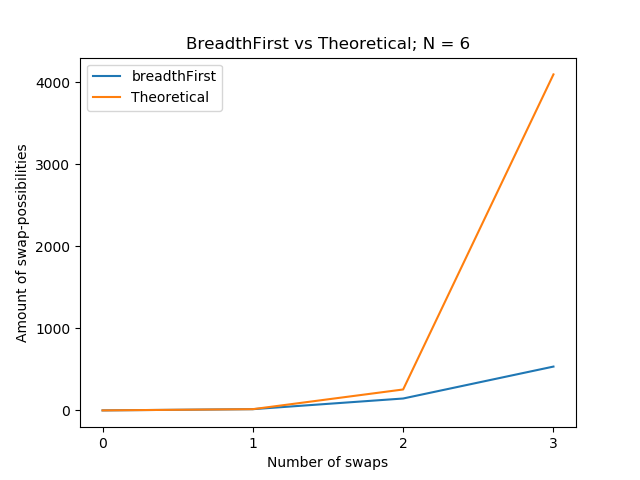 BreadthFirst vs Theoretical; N = 6
breadthFirst
Theoretical
4000
3000
2000
1000
0
Amount of swap-possibilities
0 1 2 3
Number of swaps